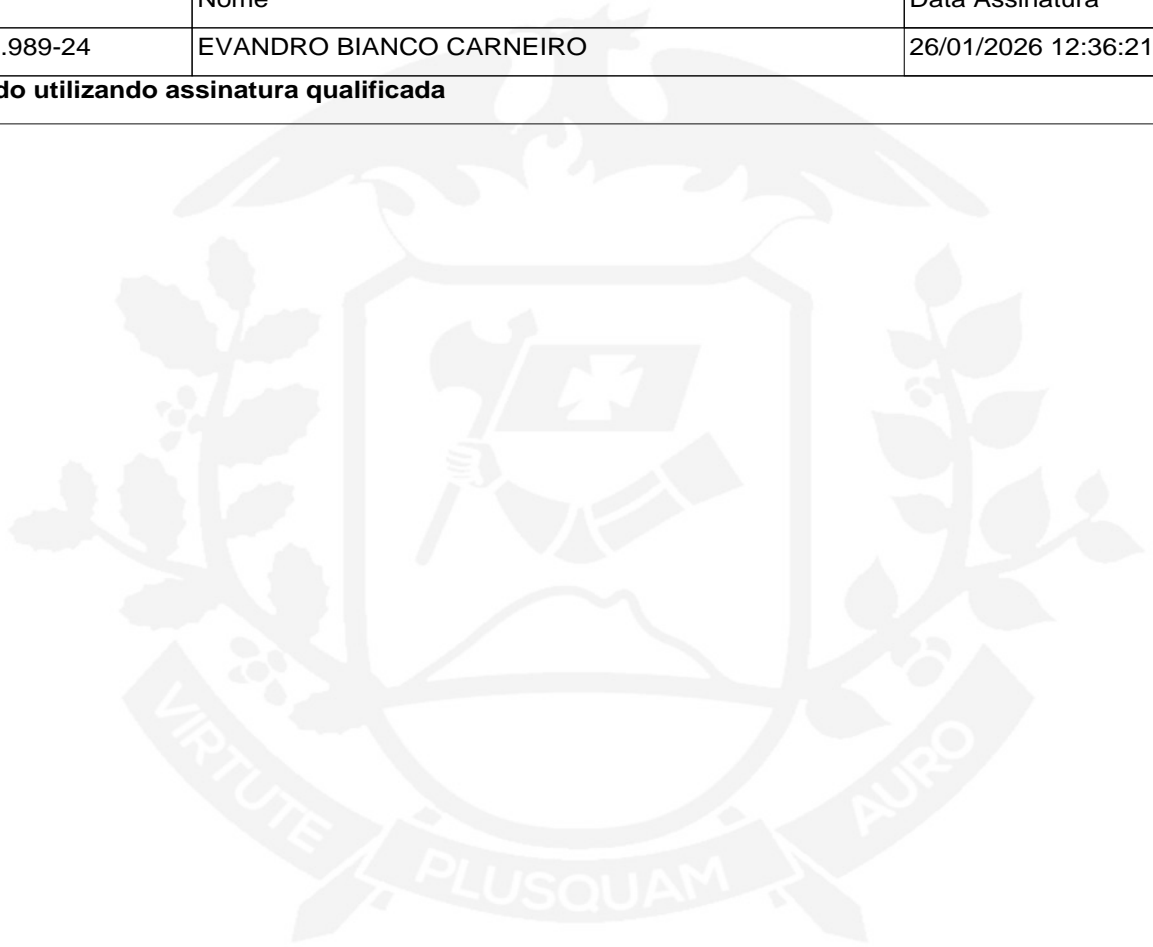 Nome Data Assinatura
.989-24 EVANDRO BIANCO CARNEIRO 26/01/2026 12:36:21
do utilizando assinatura qualificada
VIRTUTE PLUSQUAM AURO